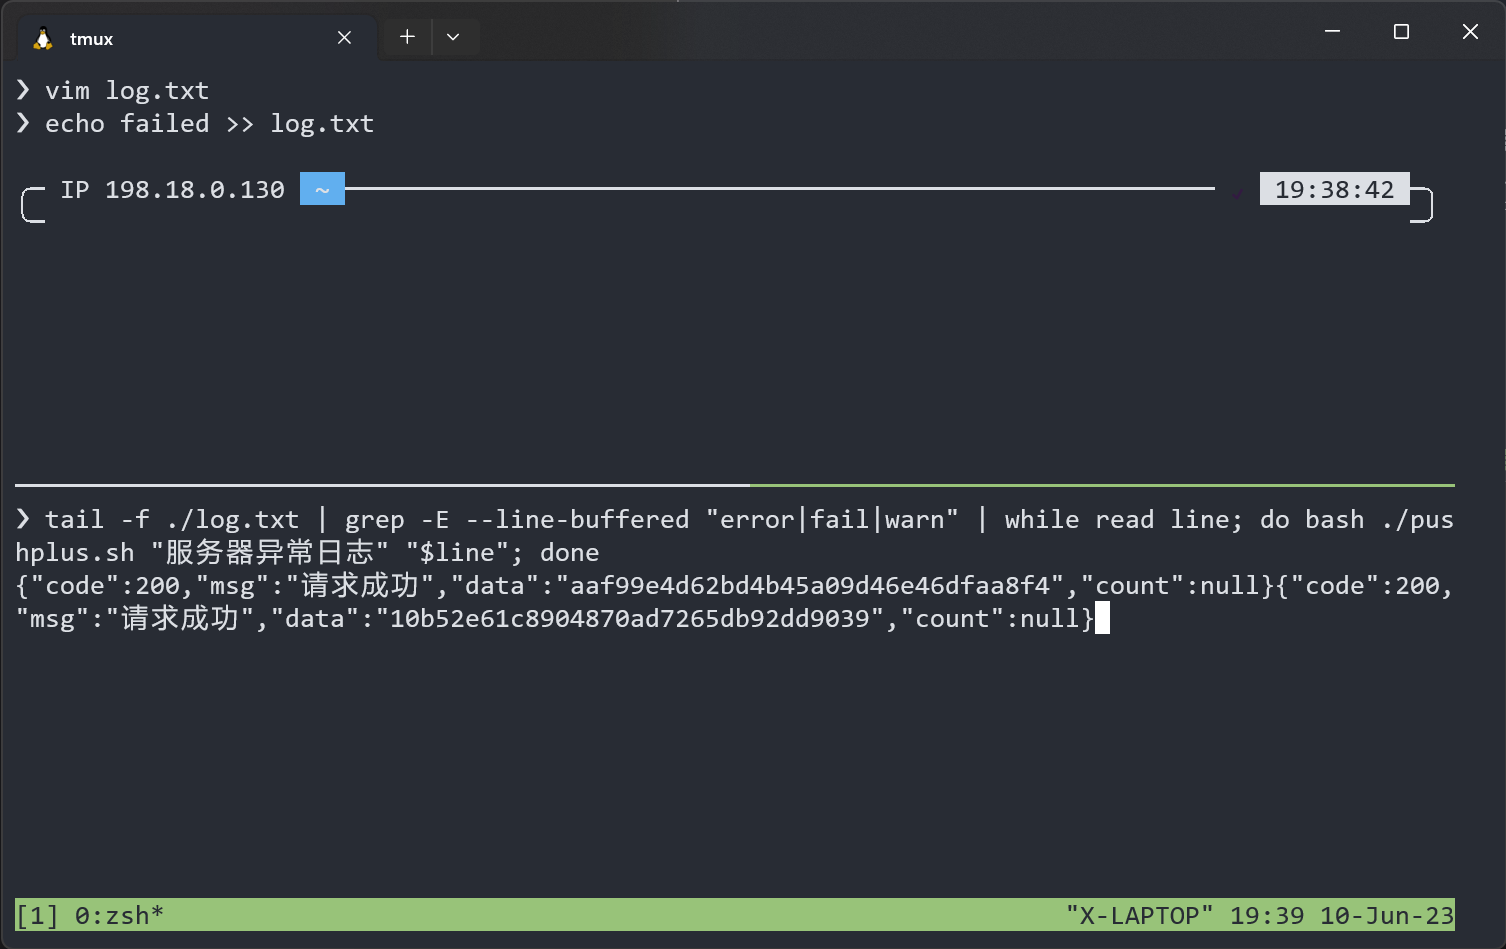 tmux
❯ vim log.txt
❯ echo failed >> log.txt
IP 198.18.0.130 ~ 19:38:42
❯ tail -f ./log.txt | grep -E --line-buffered "error|fail|warn" | while read line; do bash ./pus
hplus.sh "服务器异常日志" "$line"; done
{"code":200,"msg":"请求成功","data":"aaf99e4d62bd4b45a09d46e46dfaa8f4","count":null}{"code":200,
"msg":"请求成功","data":"10b52e61c8904870ad7265db92dd9039","count":null}
[1] 0:zsh* "X-LAPTOP" 19:39 10-Jun-23